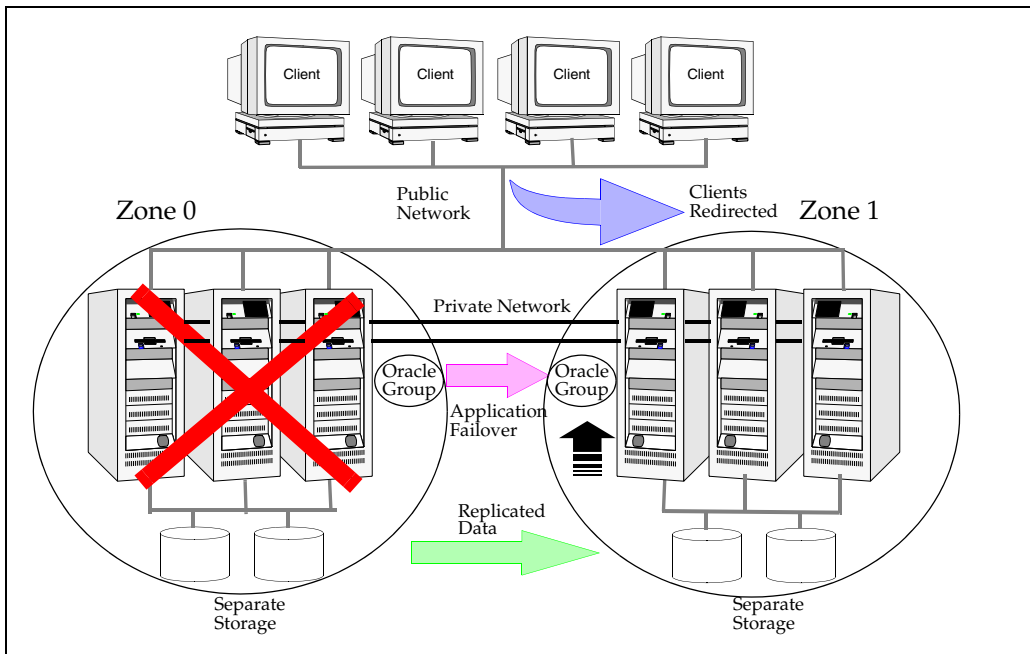 Client
Client
Client
Client
Public
Network
Clients
Redirected
Zone 0
Zone 1
Private Network
Oracle
Group
Oracle
Group
Application
Failover
Replicated
Data
Separate
Storage
Separate
Storage